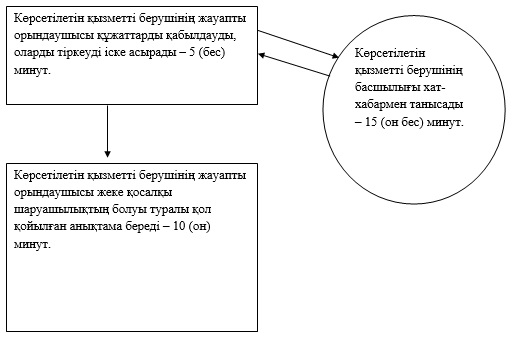 Көрсетілетін қызметті берушінің жауапты
орындаушысы құжаттарды қабылдауды,
оларды тіркеуді іске асырады – 5 (бес)
минут.
Көрсетілетін
қызметті берушінің
басшылығы хат-
хабармен танысады
– 15 (он бес) минут.
Көрсетілетін қызметті берушінің жауапты
орындаушысы жеке қосалқы
шаруашылықтың болуы туралы қол
қойылған анықтама береді – 10 (он)
минут.